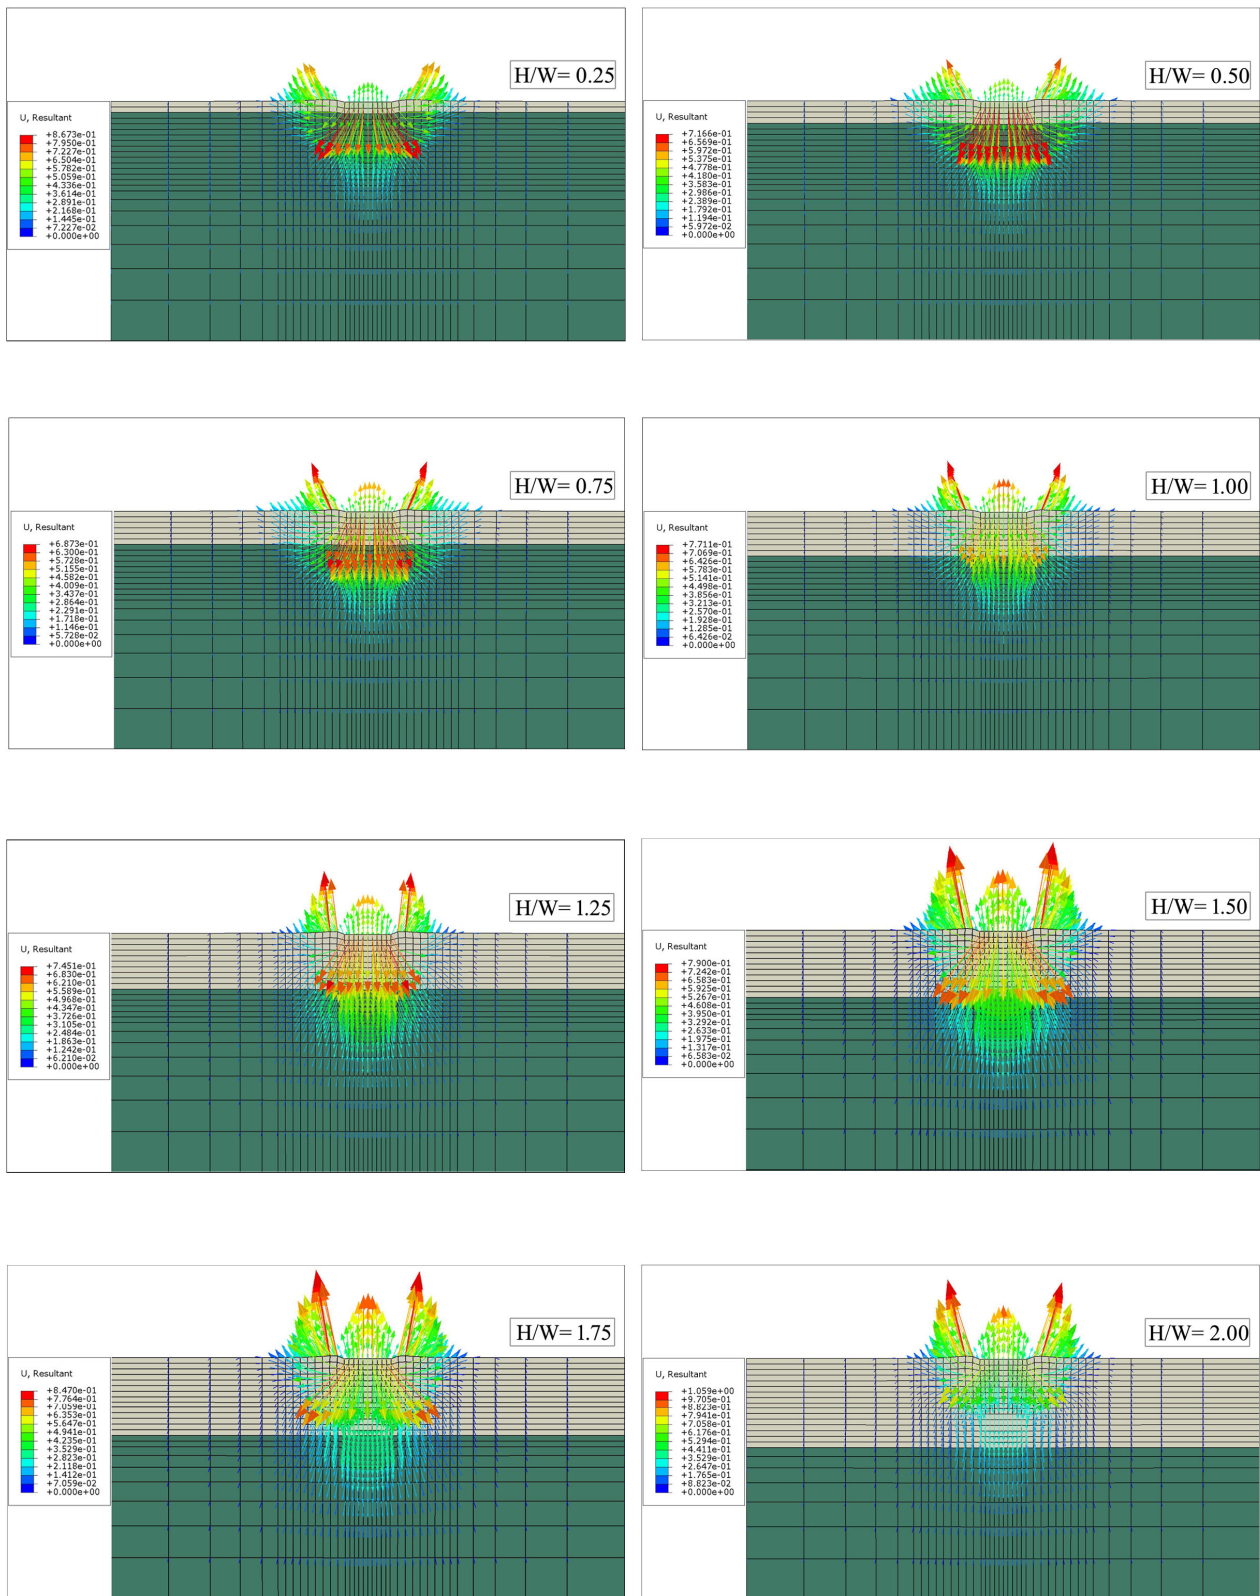 H/W= 0.25
U, Resultant
+8.673e-01
+7.950e-01
+7.227e-01
+6.504e-01
+5.782e-01
+5.059e-01
+4.336e-01
+3.614e-01
+2.891e-01
+2.168e-01
+1.445e-01
+7.227e-02
+0.000e+00
H/W= 0.50
U, Resultant
+7.166e-01
+6.569e-01
+5.972e-01
+5.375e-01
+4.778e-01
+4.180e-01
+3.583e-01
+2.986e-01
+2.389e-01
+1.792e-01
+1.194e-01
+5.972e-02
+0.000e+00
H/W= 0.75
U, Resultant
+6.873e-01
+6.300e-01
+5.728e-01
+5.155e-01
+4.582e-01
+4.009e-01
+3.437e-01
+2.864e-01
+2.291e-01
+1.718e-01
+1.146e-01
+5.728e-02
+0.000e+00
H/W= 1.00
U, Resultant
+7.711e-01
+7.069e-01
+6.426e-01
+5.783e-01
+5.141e-01
+4.498e-01
+3.856e-01
+3.213e-01
+2.570e-01
+1.928e-01
+1.285e-01
+6.426e-02
+0.000e+00
H/W= 1.25
U, Resultant
+7.451e-01
+6.830e-01
+6.210e-01
+5.589e-01
+4.968e-01
+4.347e-01
+3.726e-01
+3.105e-01
+2.484e-01
+1.863e-01
+1.242e-01
+6.210e-02
+0.000e+00
H/W= 1.50
U, Resultant
+7.900e-01
+7.242e-01
+6.583e-01
+5.925e-01
+5.267e-01
+4.608e-01
+3.950e-01
+3.292e-01
+2.633e-01
+1.975e-01
+1.317e-01
+6.583e-02
+0.000e+00
H/W= 1.75
U, Resultant
+8.470e-01
+7.764e-01
+7.059e-01
+6.353e-01
+5.647e-01
+4.941e-01
+4.235e-01
+3.529e-01
+2.823e-01
+2.118e-01
+1.412e-01
+7.059e-02
+0.000e+00
H/W= 2.00
U, Resultant
+1.059e+00
+9.705e-01
+8.823e-01
+7.941e-01
+7.058e-01
+6.176e-01
+5.294e-01
+4.411e-01
+3.529e-01
+2.647e-01
+1.765e-01
+8.823e-02
+0.000e+00